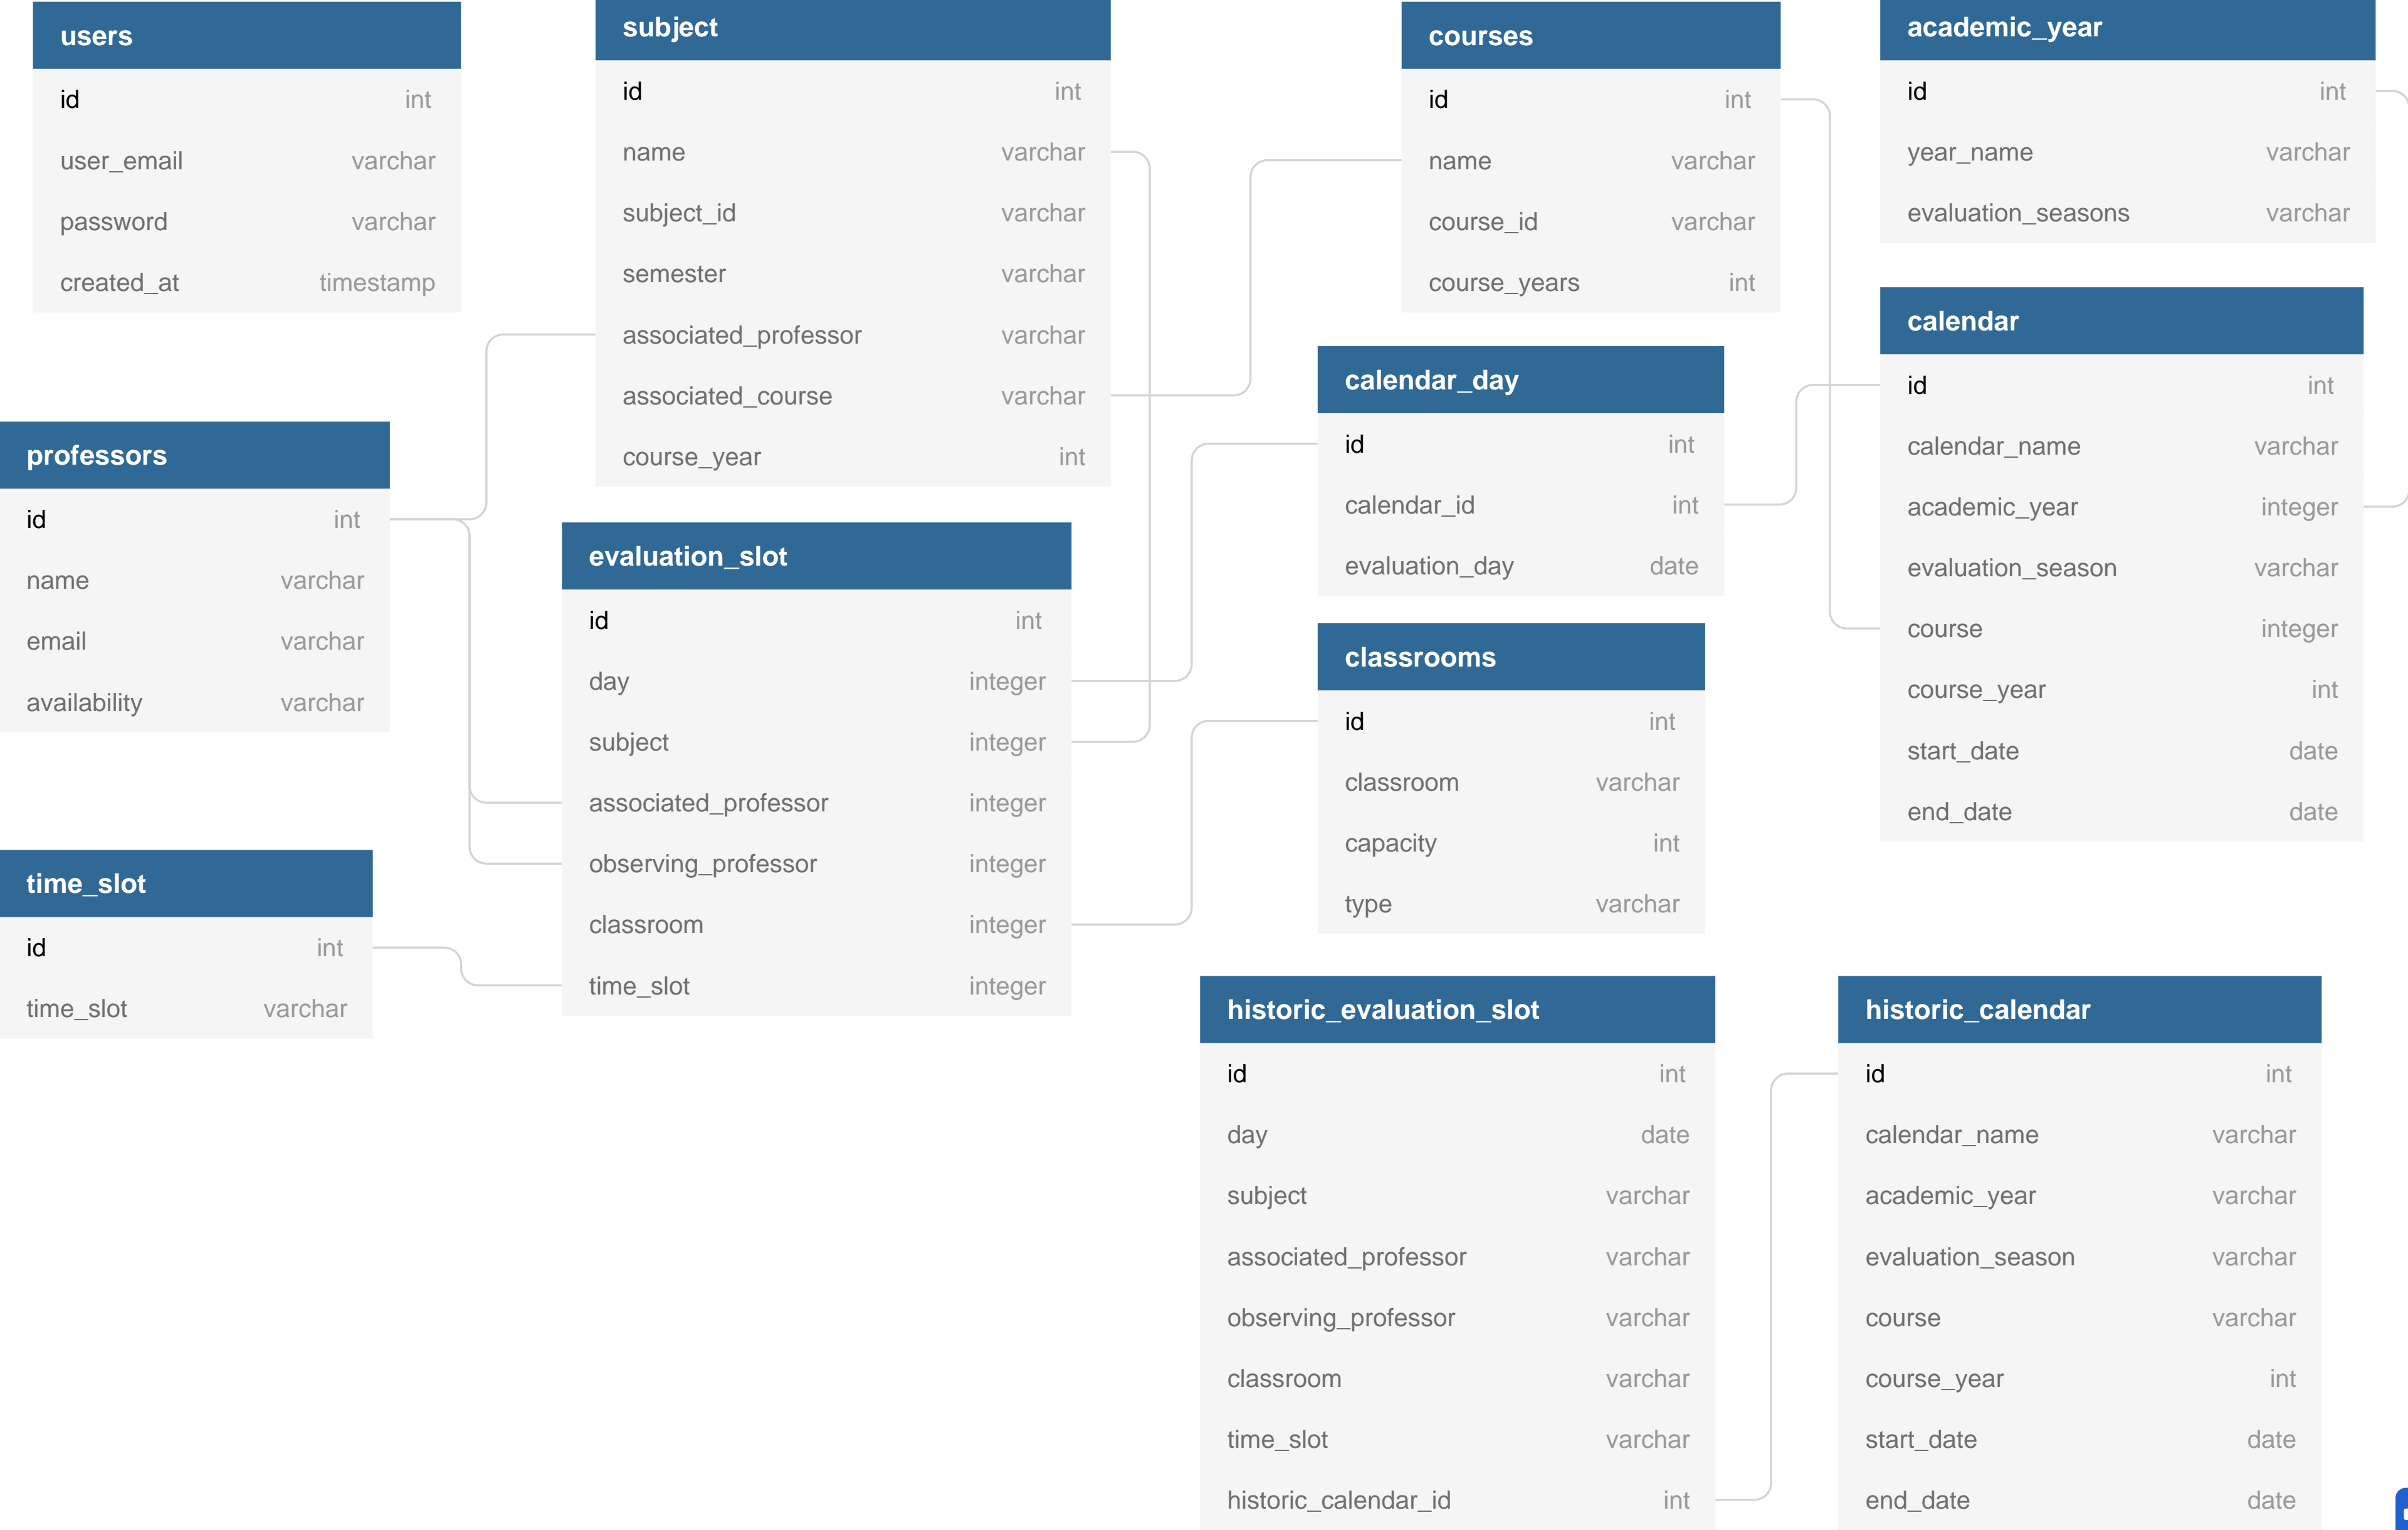 users
id int
user_email varchar
password varchar
created_at timestamp
subject
id int
name varchar
subject_id varchar
semester varchar
associated_professor varchar
associated_course varchar
course_year int
courses
id int
name varchar
course_id varchar
course_years int
academic_year
id int
year_name varchar
evaluation_seasons varchar
professors
id int
name varchar
email varchar
availability varchar
evaluation_slot
id int
day integer
subject integer
associated_professor integer
observing_professor integer
classroom integer
time_slot integer
calendar_day
id int
calendar_id int
evaluation_day date
calendar
id int
calendar_name varchar
academic_year integer
evaluation_season varchar
course integer
course_year int
start_date date
end_date date
classrooms
id int
classroom varchar
capacity int
type varchar
time_slot
id int
time_slot varchar
historic_evaluation_slot
id int
day date
subject varchar
associated_professor varchar
observing_professor varchar
classroom varchar
time_slot varchar
historic_calendar_id int
historic_calendar
id int
calendar_name varchar
academic_year varchar
evaluation_season varchar
course varchar
course_year int
start_date date
end_date date